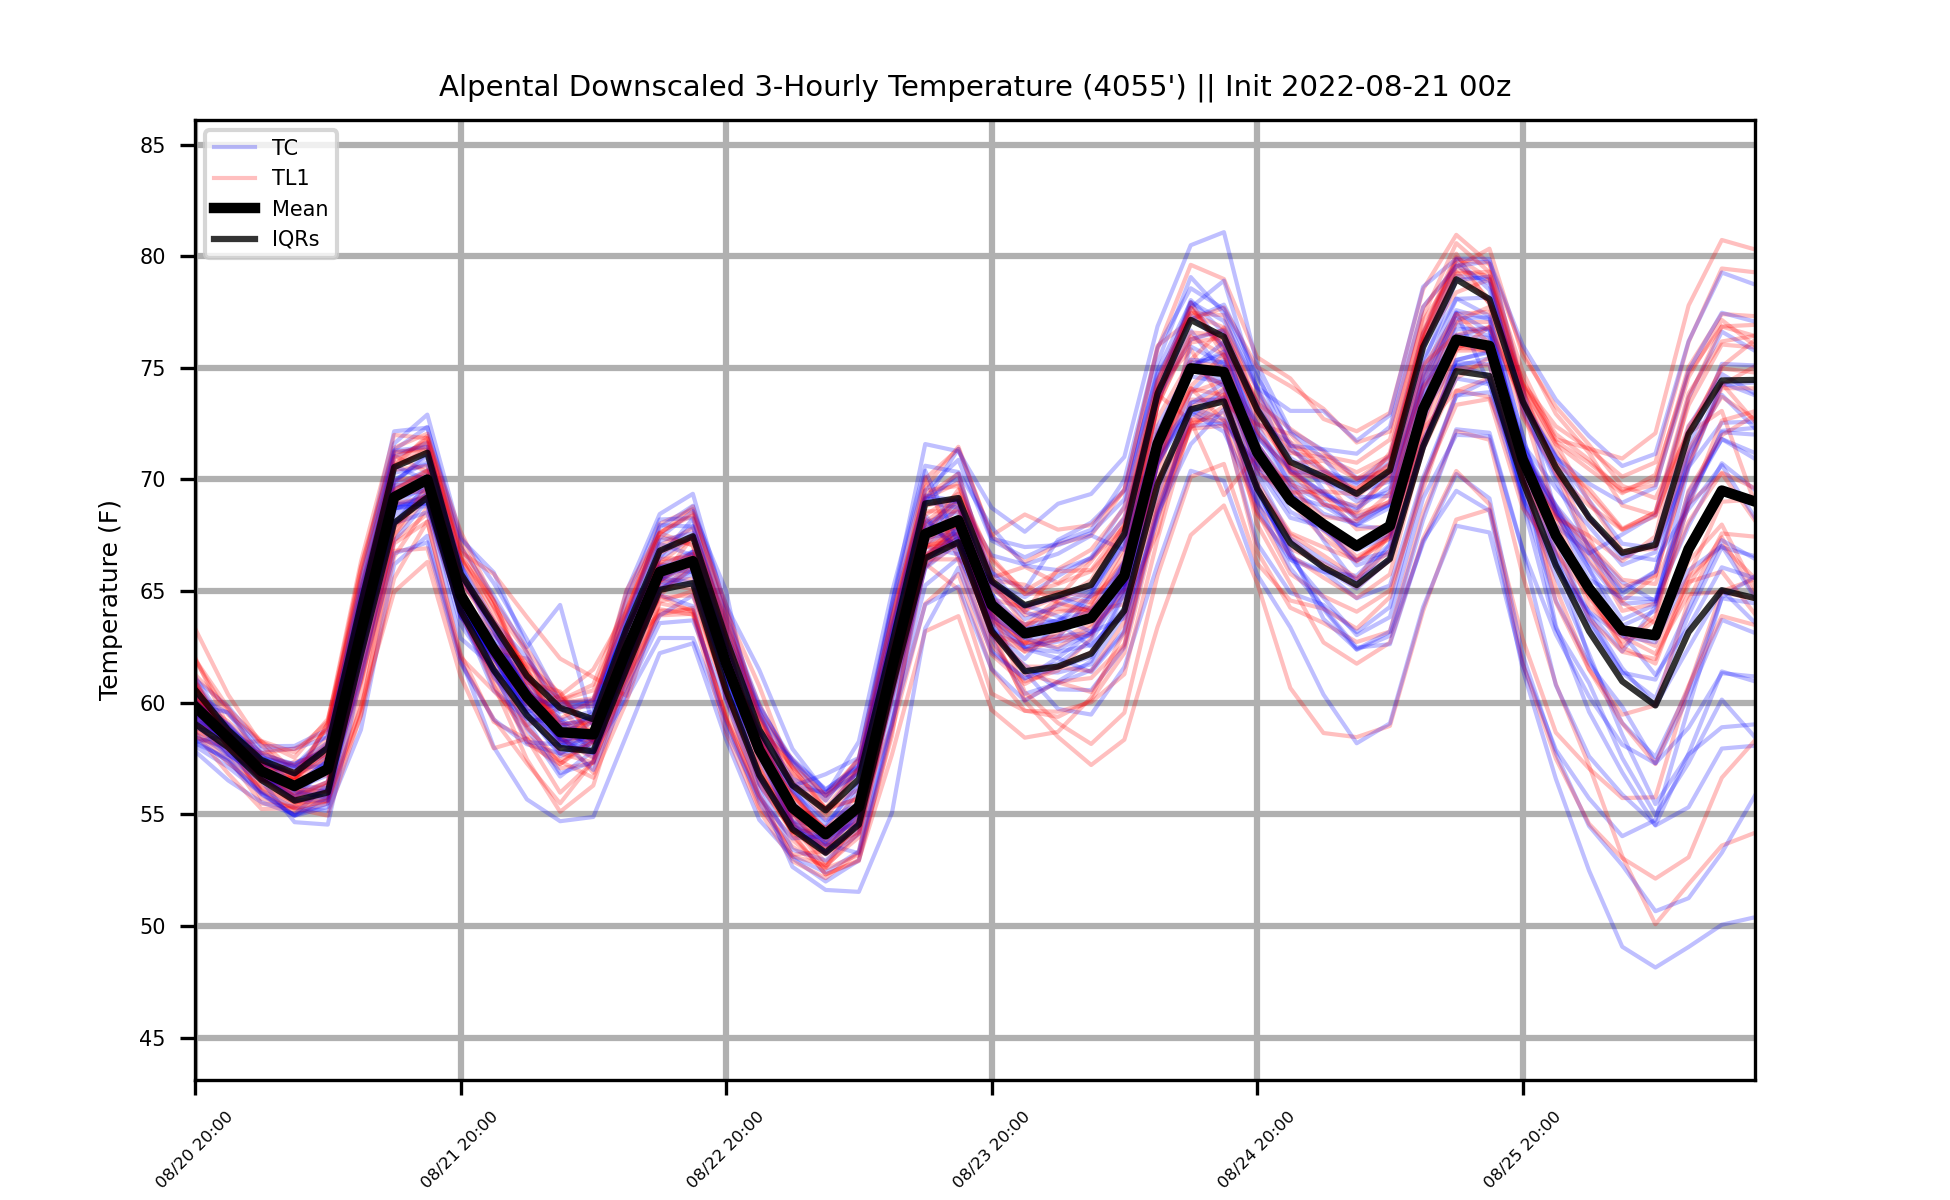 Alpental Downscaled 3-Hourly Temperature (4055') || Init 2022-08-21 00z
TC
TL1
Mean
IQRs
85
80
75
70
65
60
55
50
45
Temperature (F)
08/20 20:00
08/21 20:00
08/22 20:00
08/23 20:00
08/24 20:00
08/25 20:00